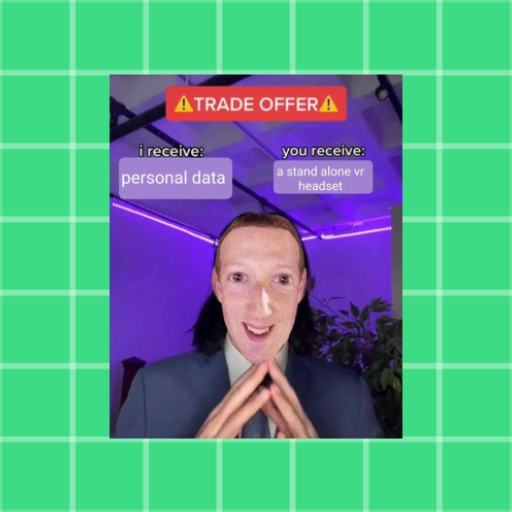 ⚠️TRADE OFFER⚠️
i receive:
you receive:
personal data
a stand alone vr
headset